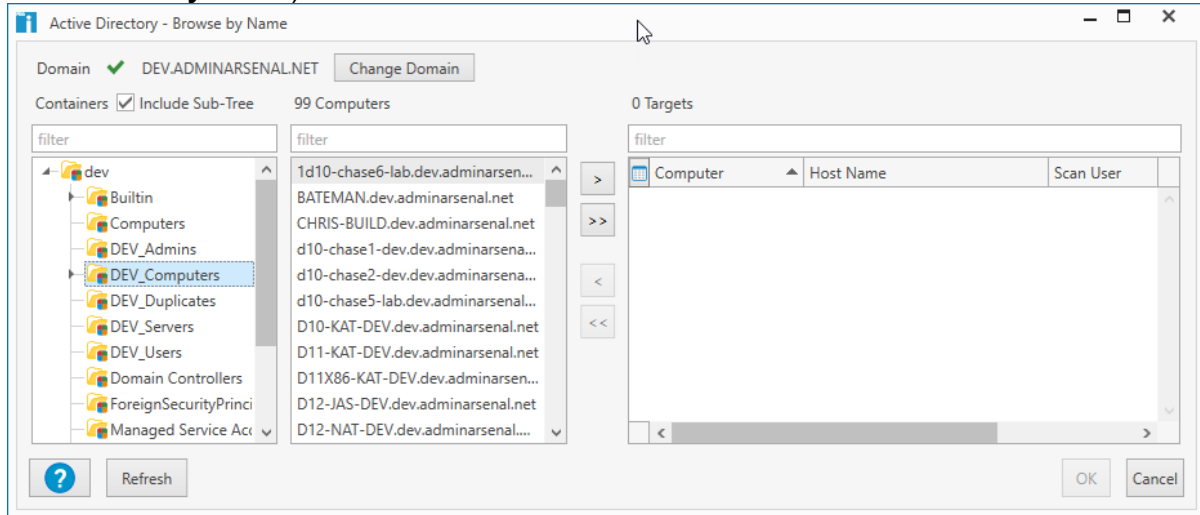 Active Directory - Browse by Name
Domain DEV.ADMINARSENAL.NET Change Domain
Containers Include Sub-Tree 99 Computers 0 Targets
filter filter filter
dev 1d10-chase6-lab.dev.adminarsen... > Computer Host Name Scan User
Builtin BATEMAN.dev.adminarsenal.net
Computers CHRIS-BUILD.dev.adminarsenal.net >>
DEV_Admins d10-chase1-dev.dev.adminarsena...
DEV_Computers d10-chase2-dev.dev.adminarsena... <
DEV_Duplicates d10-chase5-lab.dev.adminarsenal...
DEV_Servers D10-KAT-DEV.dev.adminarsenal.net <<
DEV_Users D11-KAT-DEV.dev.adminarsenal.net
Domain Controllers D11X86-KAT-DEV.dev.adminarsen...
ForeignSecurityPrinci D12-JAS-DEV.dev.adminarsenal.net
Managed Service Acc D12-NAT-DEV.dev.adminarsenal....
? Refresh OK Cancel